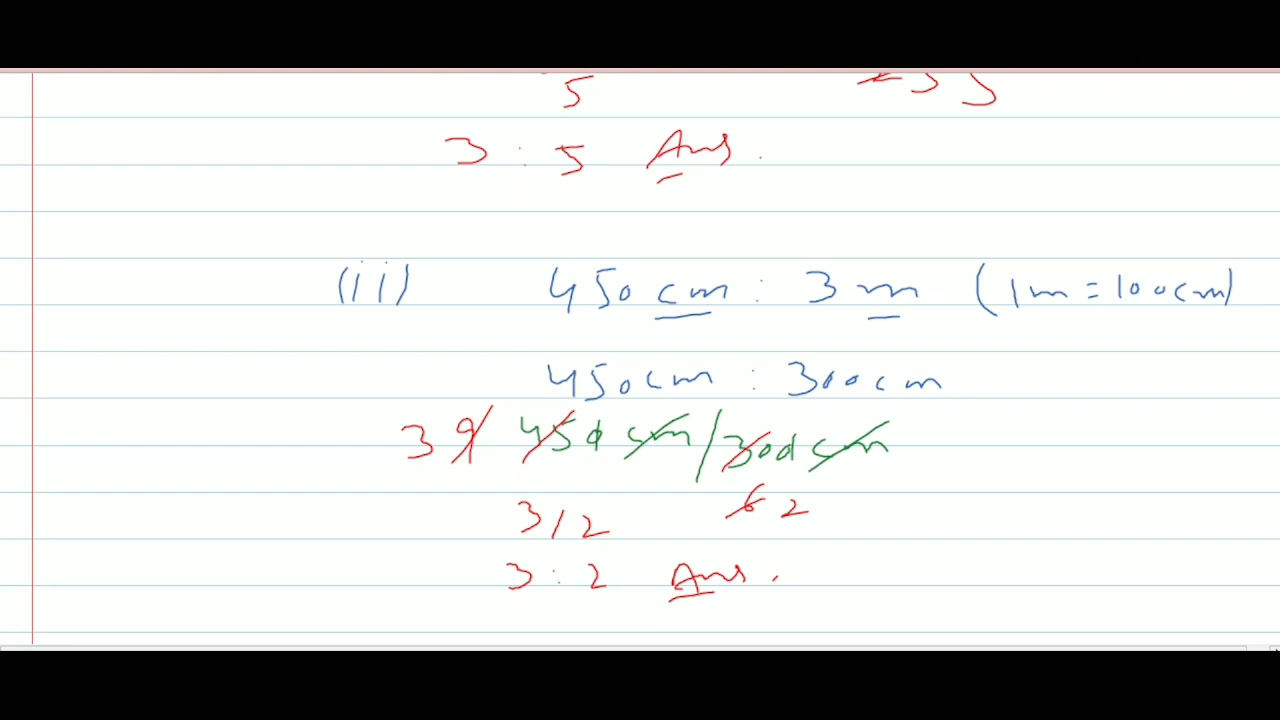 5
3 : 5 Ans.
(ii) 450 cm : 3 m (1m = 100cm)
450cm : 300cm
3 9 450 cm / 300 cm
3/2 6 2
3 : 2 Ans.